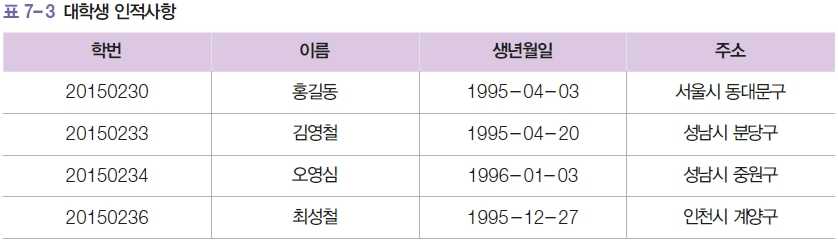 표 7-3 대학생 인적사항
학번 이름 생년월일 주소
20150230 홍길동 1995-04-03 서울시 동대문구
20150233 김영철 1995-04-20 성남시 분당구
20150234 오영심 1996-01-03 성남시 중원구
20150236 최성철 1995-12-27 인천시 계양구